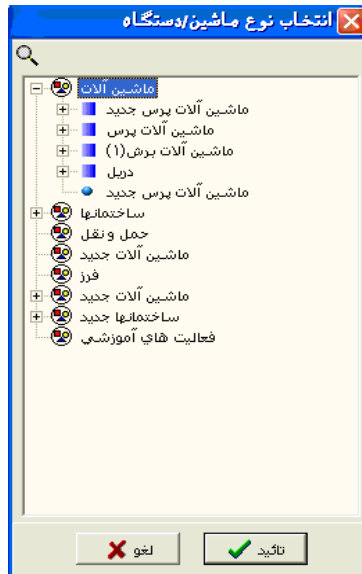 انتخاب نوع ماشین/دستگاه
ماشین آلات
ماشین آلات پرس جدید
ماشین آلات پرس
ماشین آلات برش(۱)
دریل
ماشین آلات پرس جدید
ساختمانها
حمل و نقل
ماشین آلات جدید
فرز
ماشین آلات جدید
ساختمانها جدید
فعالیت هاي آموزشي
تائید لغو